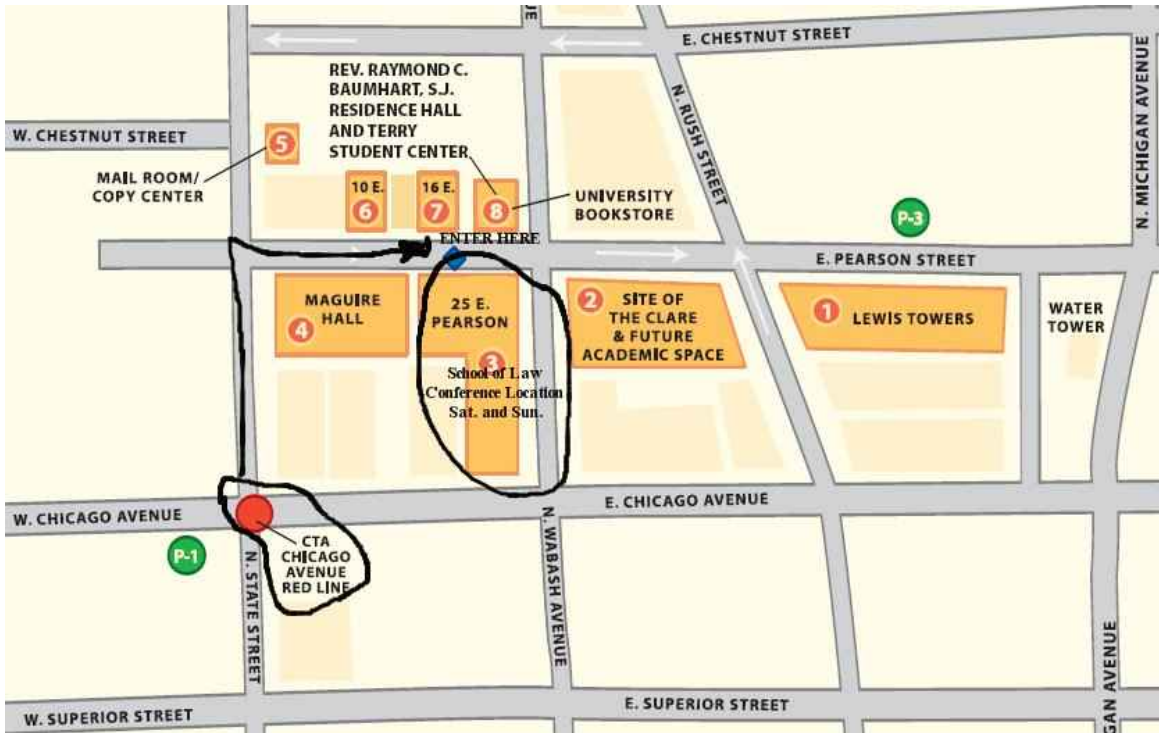 UE
E. CHESTNUT STREET
N. MICHIGAN AVENUE
N. RUSH STREET
REV. RAYMOND C.
BAUMHART, S.J.
RESIDENCE HALL
AND TERRY
STUDENT CENTER
W. CHESTNUT STREET
5
MAIL ROOM/
COPY CENTER
10 E.
6
16 E.
7
8
UNIVERSITY
BOOKSTORE
P-3
ENTER HERE
E. PEARSON STREET
MAGUIRE
HALL
4
25 E.
PEARSON
3
School of Law
Conference Location
Sat. and Sun.
2
SITE OF
THE CLARE
& FUTURE
ACADEMIC SPACE
1
LEWIS TOWERS
WATER
TOWER
W. CHICAGO AVENUE
E. CHICAGO AVENUE
P-1
CTA
CHICAGO
AVENUE
RED LINE
N. STATE STREET
N. WABASH AVENUE
GAN AVENUE
W. SUPERIOR STREET
E. SUPERIOR STREET